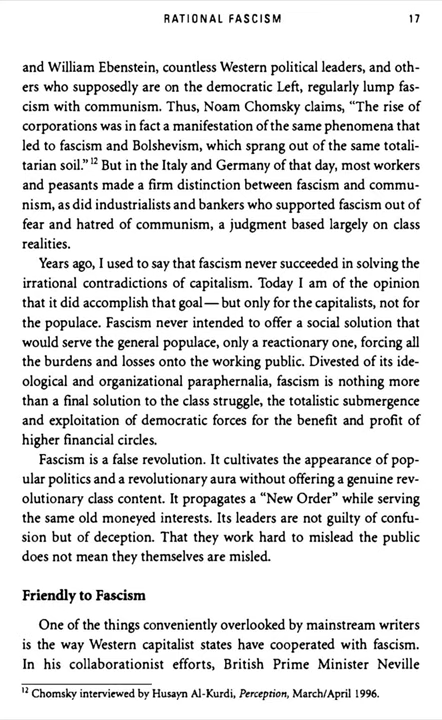 RATIONAL FASCISM 17
and William Ebenstein, countless Western political leaders, and oth-
ers who supposedly are on the democratic Left, regularly lump fas-
cism with communism. Thus, Noam Chomsky claims, “The rise of
corporations was in fact a manifestation of the same phenomena that
led to fascism and Bolshevism, which sprang out of the same totali-
tarian soil.” 12 But in the Italy and Germany of that day, most workers
and peasants made a firm distinction between fascism and commu-
nism, as did industrialists and bankers who supported fascism out of
fear and hatred of communism, a judgment based largely on class
realities.
Years ago, I used to say that fascism never succeeded in solving the
irrational contradictions of capitalism. Today I am of the opinion
that it did accomplish that goal—but only for the capitalists, not for
the populace. Fascism never intended to offer a social solution that
would serve the general populace, only a reactionary one, forcing all
the burdens and losses onto the working public. Divested of its ide-
ological and organizational paraphernalia, fascism is nothing more
than a final solution to the class struggle, the totalistic submergence
and exploitation of democratic forces for the benefit and profit of
higher financial circles.
Fascism is a false revolution. It cultivates the appearance of pop-
ular politics and a revolutionary aura without offering a genuine rev-
olutionary class content. It propagates a “New Order” while serving
the same old moneyed interests. Its leaders are not guilty of confu-
sion but of deception. That they work hard to mislead the public
does not mean they themselves are misled.
Friendly to Fascism
One of the things conveniently overlooked by mainstream writers
is the way Western capitalist states have cooperated with fascism.
In his collaborationist efforts, British Prime Minister Neville
12 Chomsky interviewed by Husayn Al-Kurdi, Perception, March/April 1996.